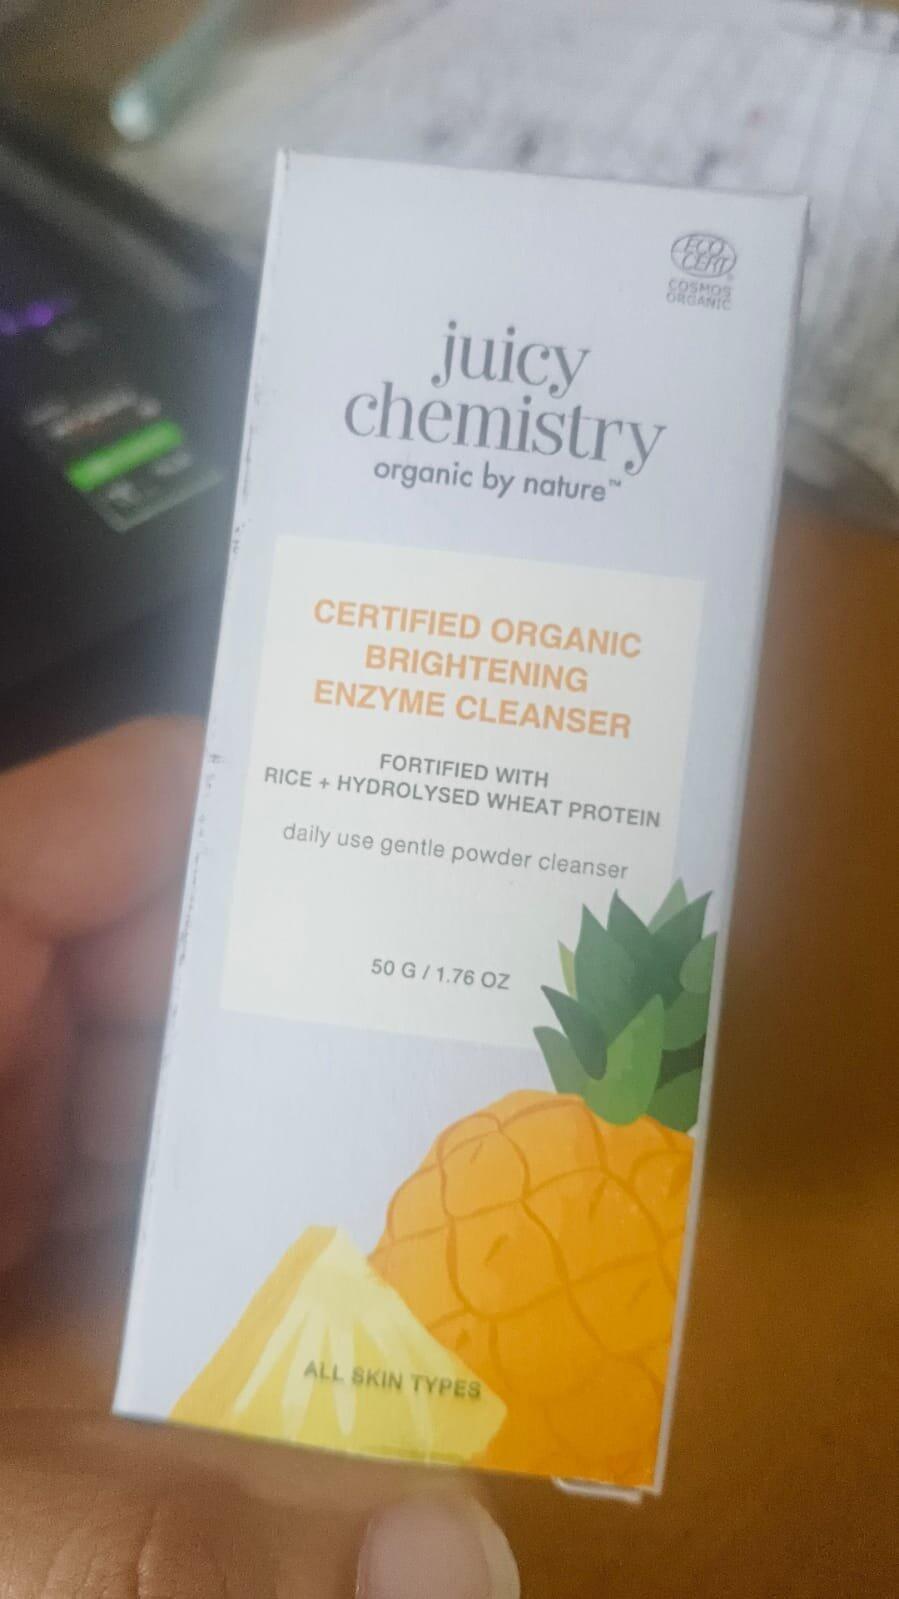 ECO
CERT
COSMOS
ORGANIC
juicy
chemistry
organic by nature™
CERTIFIED ORGANIC
BRIGHTENING
ENZYME CLEANSER
FORTIFIED WITH
RICE + HYDROLYSED WHEAT PROTEIN
daily use gentle powder cleanser
50 G / 1.76 OZ
ALL SKIN TYPES